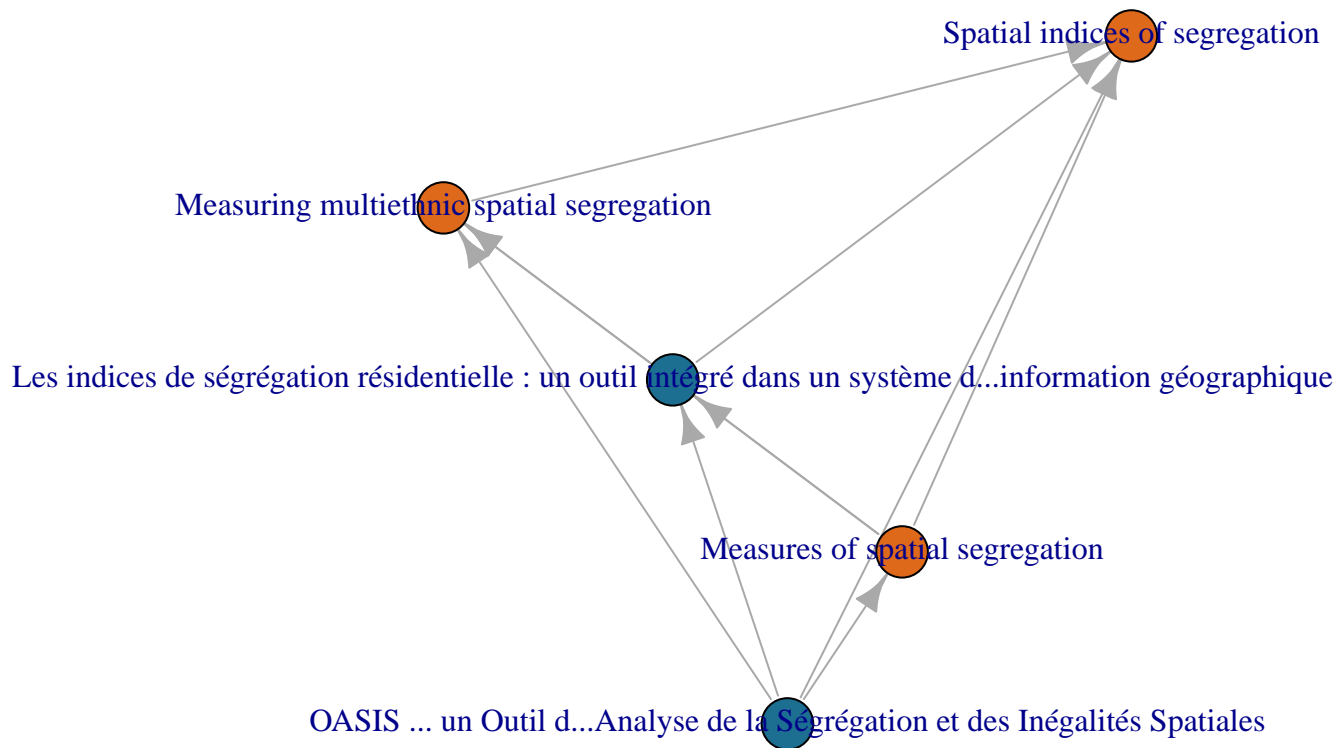 Spatial indices of segregation
Measuring multiethnic spatial segregation
Les indices de ségrégation résidentielle : un outil intégré dans un système d...information géographique
Measures of spatial segregation
OASIS ... un Outil d...Analyse de la Ségrégation et des Inégalités Spatiales